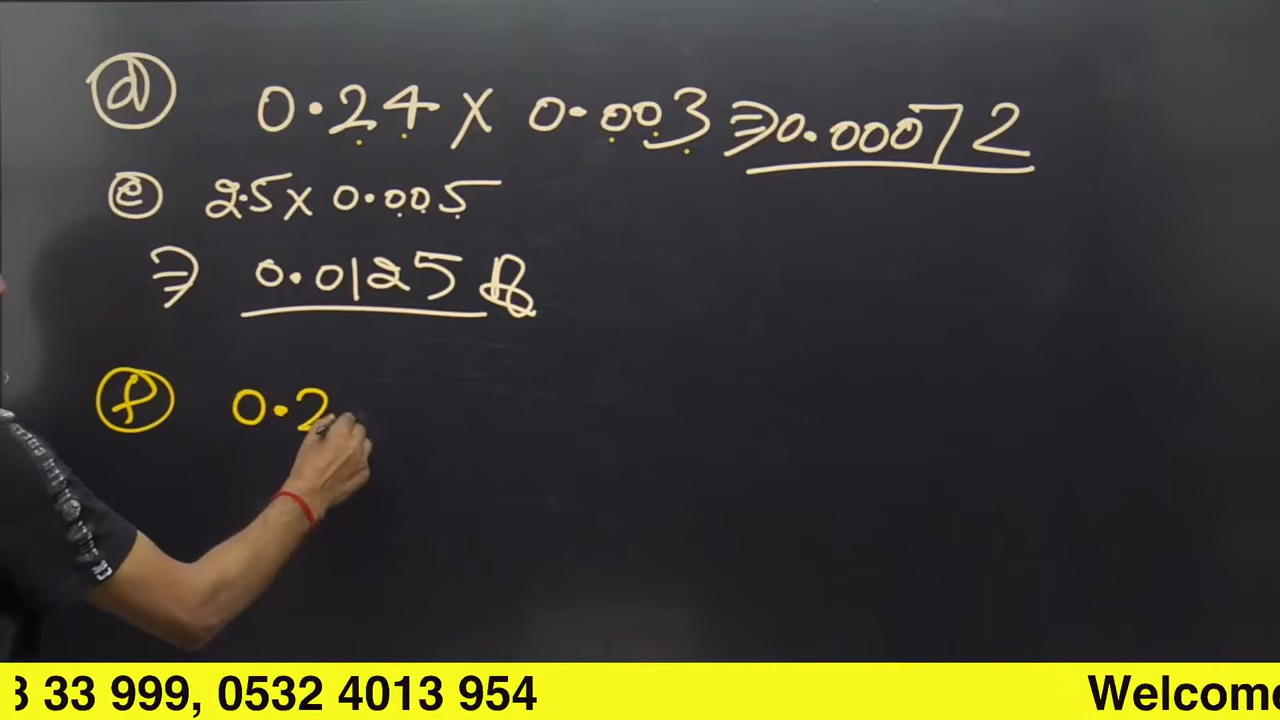 (d) 0.24 × 0.003 ⇒ 0.00072
(e) 2.5 × 0.005
⇒ 0.0125
(f) 0.2
3 33 999, 0532 4013 954 Welcome